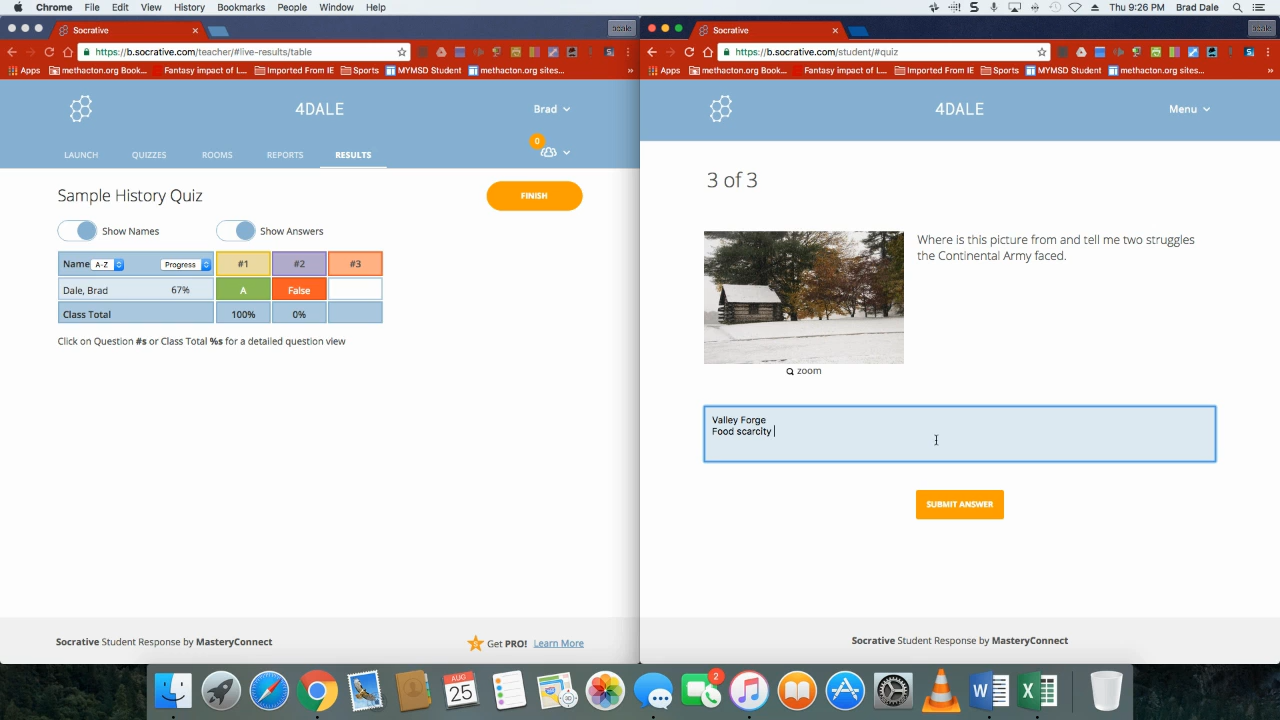 Chrome File Edit View History Bookmarks People Window Help
Thu 9:26 PM Brad Dale
Socrative
beale
https://b.socrative.com/teacher/#live-results/table
Apps methacton.org Book... Fantasy impact of I... Imported From IE Sports MYMSD Student methacton.org sites... »
4DALE
Brad
0
LAUNCH QUIZZES ROOMS REPORTS RESULTS
Sample History Quiz
FINISH
Show Names Show Answers
Name A-Z Progress #1 #2 #3
Dale, Brad 67% A False
Class Total 100% 0%
Click on Question #s or Class Total %s for a detailed question view
Socrative Student Response by MasteryConnect
Get PRO! Learn More
Socrative
beale
https://b.socrative.com/student/#quiz
Apps methacton.org Book... Fantasy impact of I... Imported From IE Sports MYMSD Student methacton.org sites... »
4DALE
Menu
3 of 3
Where is this picture from and tell me two struggles
the Continental Army faced.
zoom
Valley Forge
Food scarcity
SUBMIT ANSWER
Socrative Student Response by MasteryConnect
AUG
25
2